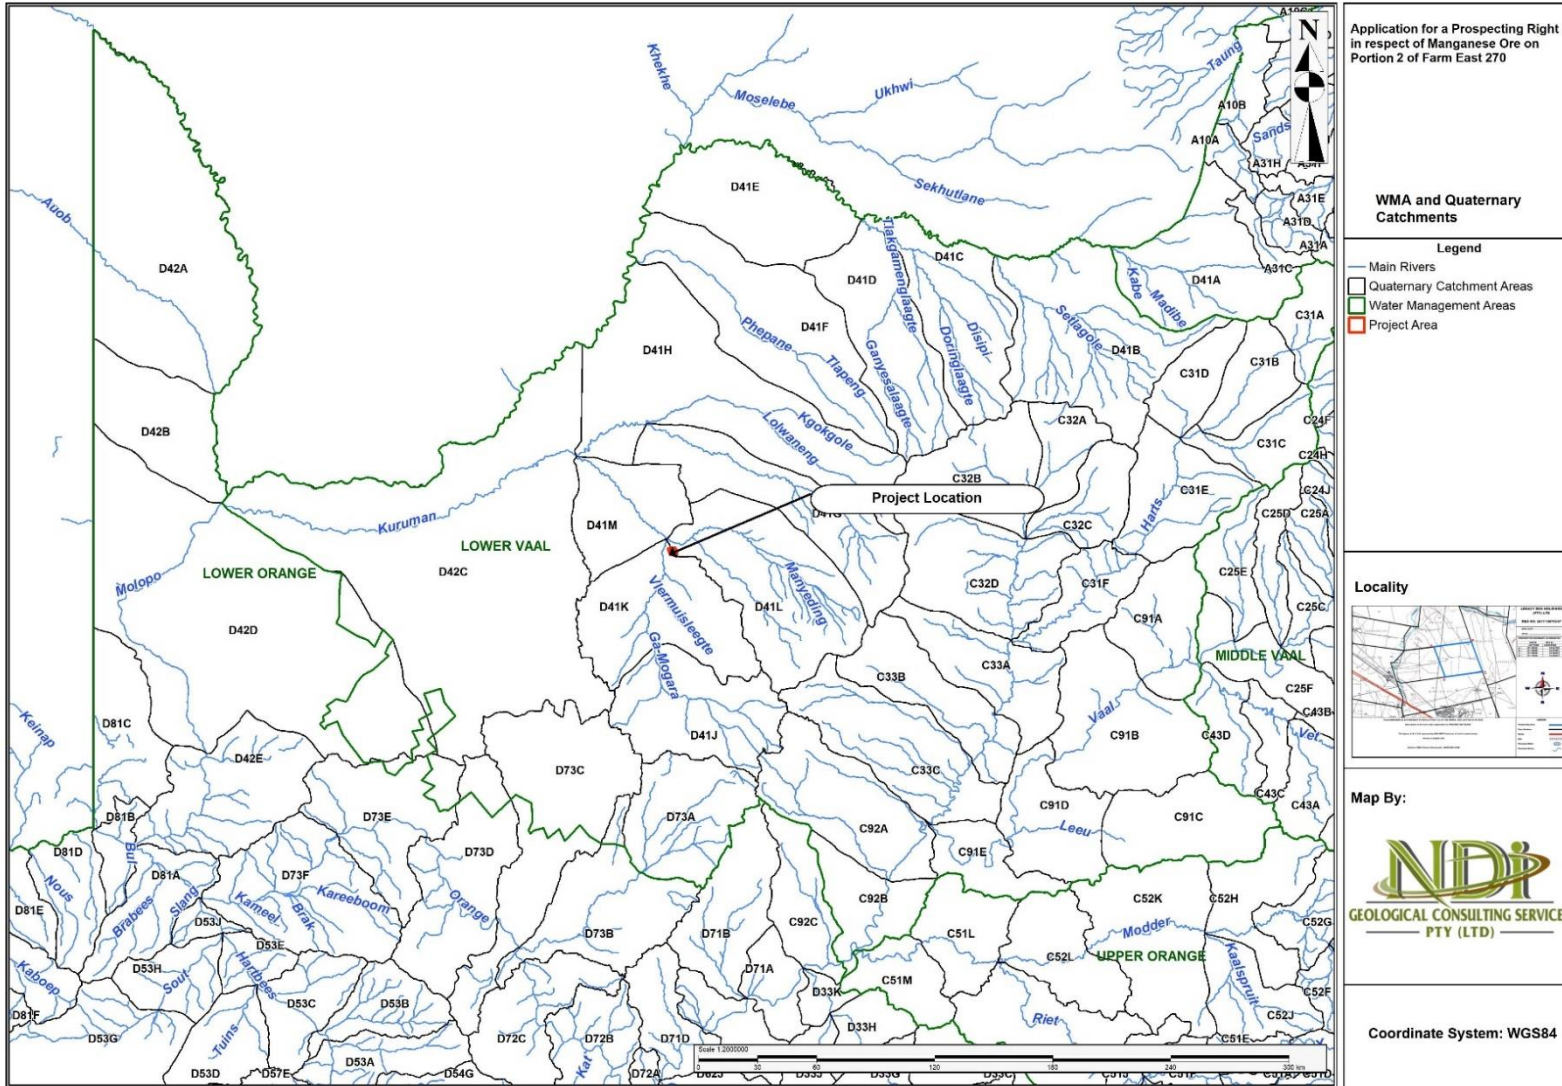 Khekhe
Moselebe
Ukhwi
Taung
A10B
Sands
A10A
A31H
Sekhutlane
D41E
A31E
A31D
A31A
Auob
D42A
Tlakgamenglaagte
D41C
A31C
D41D
Kabe
D41A
Madibe
Setlagole
C31A
Phepane
D41F
Disipi
D41H
Tlapeng
Ganyesalaagte
Doringlaagte
D41B
C31D
C31B
D42B
Kgokgole
Lolwaneng
C32A
C24F
C31C
C24H
C32B
Project Location
C31E
C24J
Kuruman
D41M
D41G
C32C
Harts
C25D
C25A
LOWER VAAL
LOWER ORANGE
D42C
Molopo
C32D
C31F
C25E
D41K
Vlermuisleegte
D41L
Manyeding
C25C
D42D
C91A
Ga-Mogara
C33A
MIDDLE VAAL
C33B
C25F
Keinap
D81C
Vaal
C43B
D41J
C91B
C43D
Vet
D42E
D73C
C33C
C43C
C43A
D81B
D73E
D73A
C91D
C91C
C92A
Leeu
D81D
Bul
D73D
C91E
D81A
D73F
Nous
Slang
Kameel
Kareeboom
Brak
Orange
D81E
Brabees
D53J
C92B
C52K
C52H
D53E
D73B
D71B
C92C
C51L
Modder
C52G
Kaboep
D53H
Sout
Hartbees
D71A
C52L
UPPER ORANGE
Kaalspruit
D53C
D53B
D33K
C51M
C52F
D81F
D53G
Tuins
D33H
Riet
C52J
D72C
D72B
D71D
C51E
D53A
Kat
D53D
D57E
D54G
D72A
Scale 1:2000000
0 30 60 120 180 240 300 km
N
Application for a Prospecting Right
in respect of Manganese Ore on
Portion 2 of Farm East 270
WMA and Quaternary
Catchments
Legend
Main Rivers
Quaternary Catchment Areas
Water Management Areas
Project Area
Locality
Map By:
NDi
GEOLOGICAL CONSULTING SERVICE
PTY (LTD)
Coordinate System: WGS84